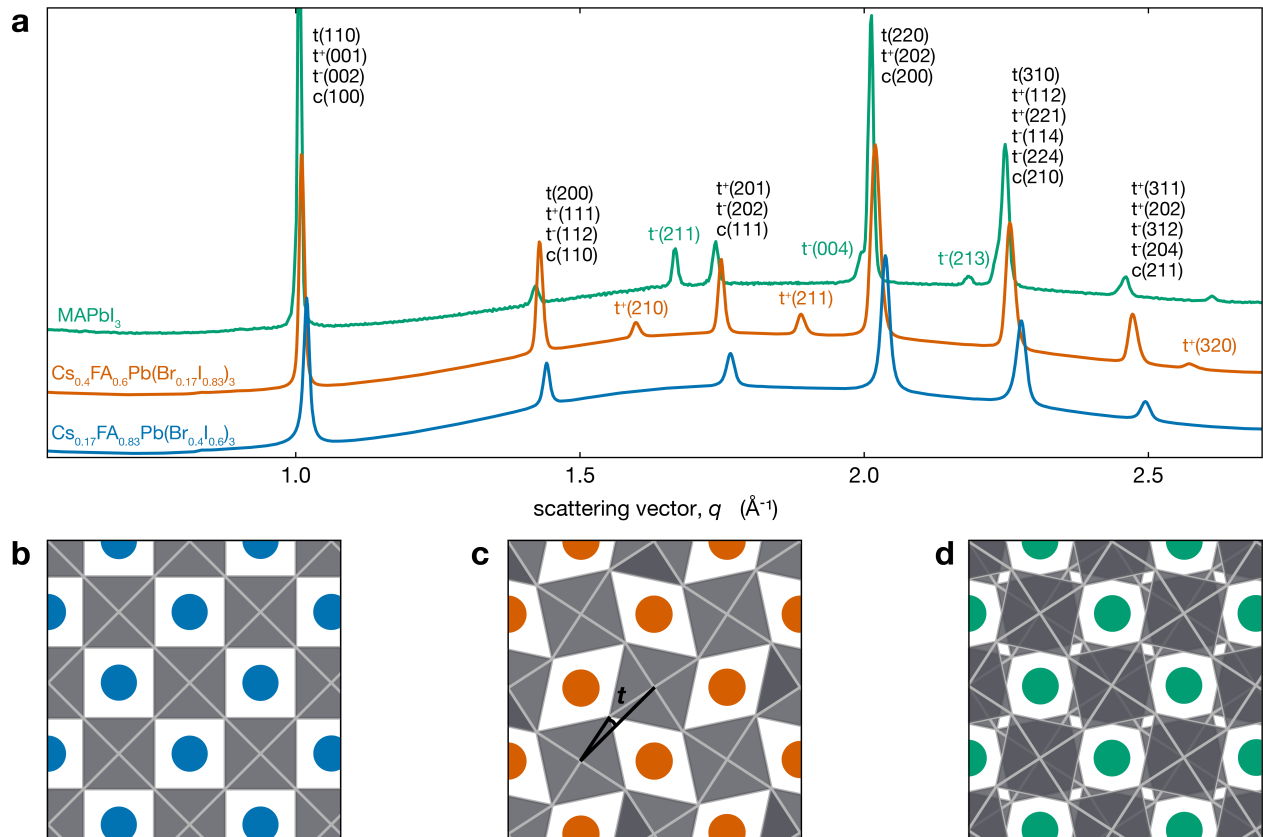 a
t(110)
t⁺(001)
t⁻(002)
c(100)
t(200)
t⁺(111)
t⁻(112)
c(110)
t⁻(211)
t⁺(201)
t⁻(202)
c(111)
t(220)
t⁺(202)
c(200)
t⁻(004)
t⁻(213)
t(310)
t⁺(112)
t⁺(221)
t⁻(114)
t⁻(224)
c(210)
t⁺(311)
t⁺(202)
t⁻(312)
t⁻(204)
c(211)
t⁺(210)
t⁺(211)
t⁺(320)
MAPbI₃
Cs₀.₄FA₀.₆Pb(Br₀.₁₇I₀.₈₃)₃
Cs₀.₁₇FA₀.₈₃Pb(Br₀.₄I₀.₆)₃
1.0 1.5 2.0 2.5
scattering vector, q (Å⁻¹)
b c d
t